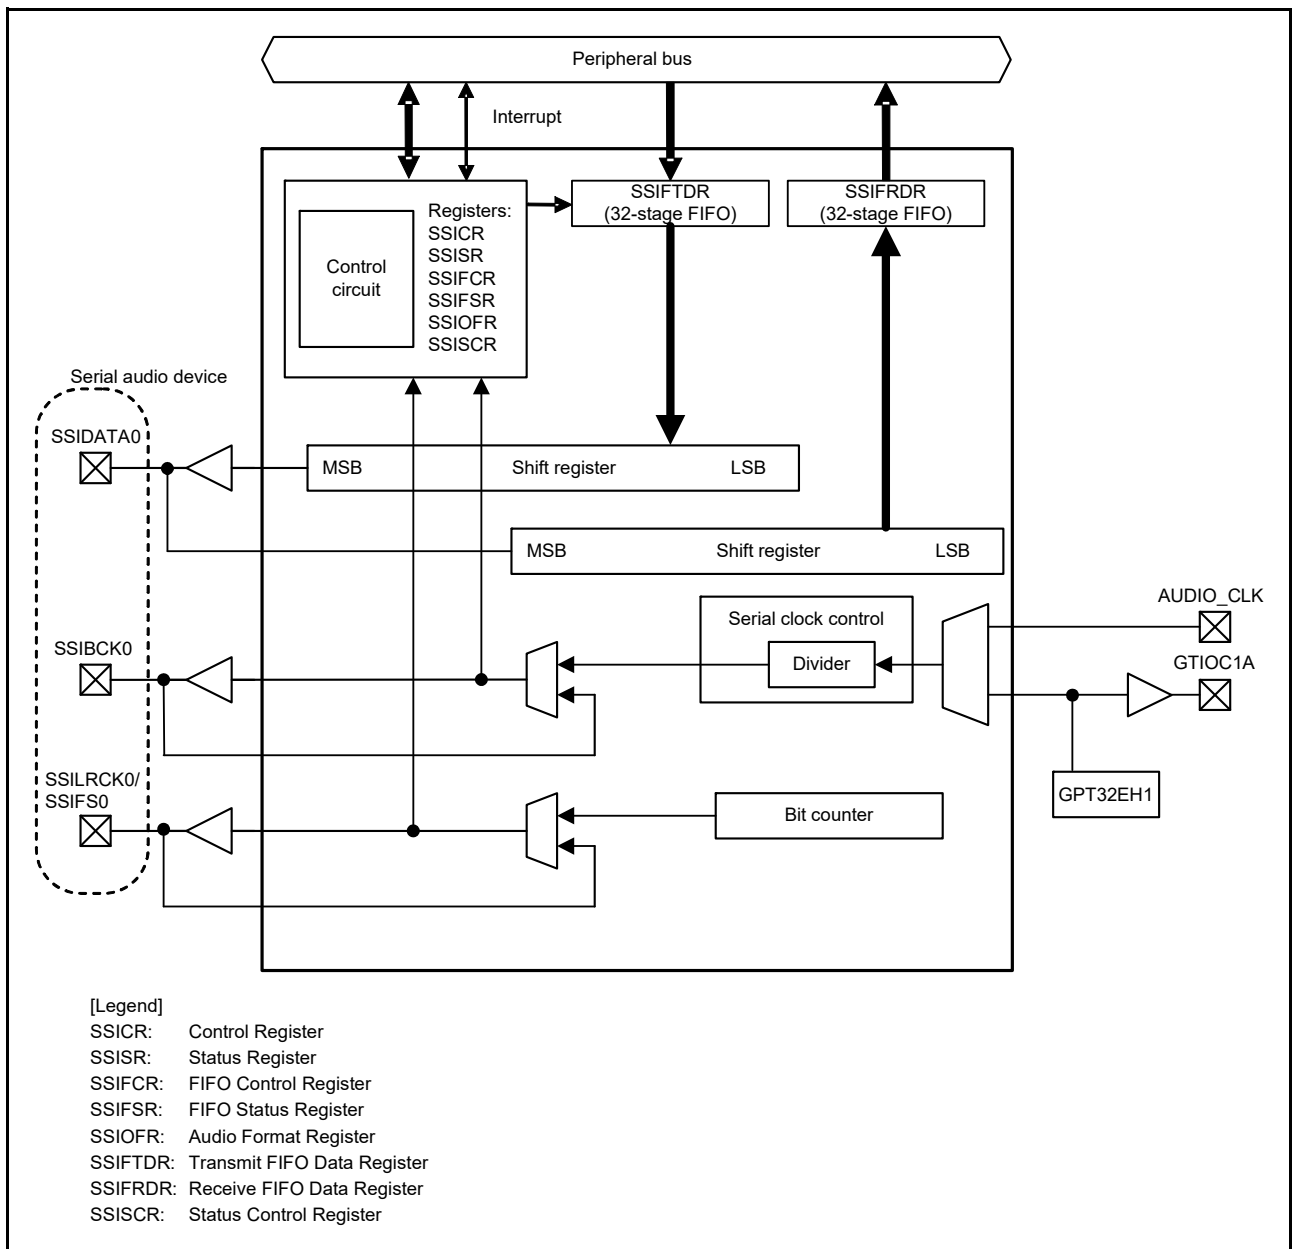 Peripheral bus
Interrupt
SSIFTDR
(32-stage FIFO)
SSIFRDR
(32-stage FIFO)
Control
circuit
Registers:
SSICR
SSISR
SSIFCR
SSIFSR
SSIOFR
SSISCR
Serial audio device
SSIDATA0
MSB Shift register LSB
MSB Shift register LSB
SSIBCK0
Serial clock control
Divider
AUDIO_CLK
GTIOC1A
GPT32EH1
SSILRCK0/
SSIFS0
Bit counter
[Legend]
SSICR: Control Register
SSISR: Status Register
SSIFCR: FIFO Control Register
SSIFSR: FIFO Status Register
SSIOFR: Audio Format Register
SSIFTDR: Transmit FIFO Data Register
SSIFRDR: Receive FIFO Data Register
SSISCR: Status Control Register